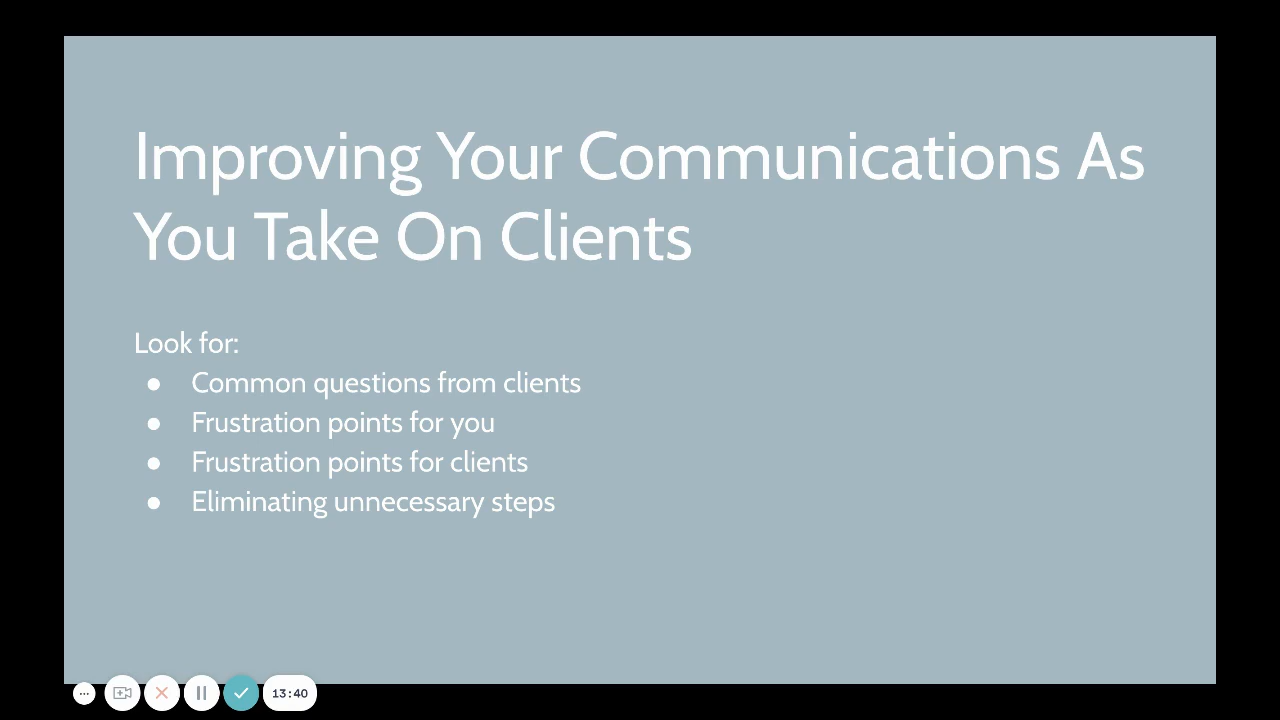 Improving Your Communications As
You Take On Clients
Look for:
● Common questions from clients
● Frustration points for you
● Frustration points for clients
● Eliminating unnecessary steps
13:40